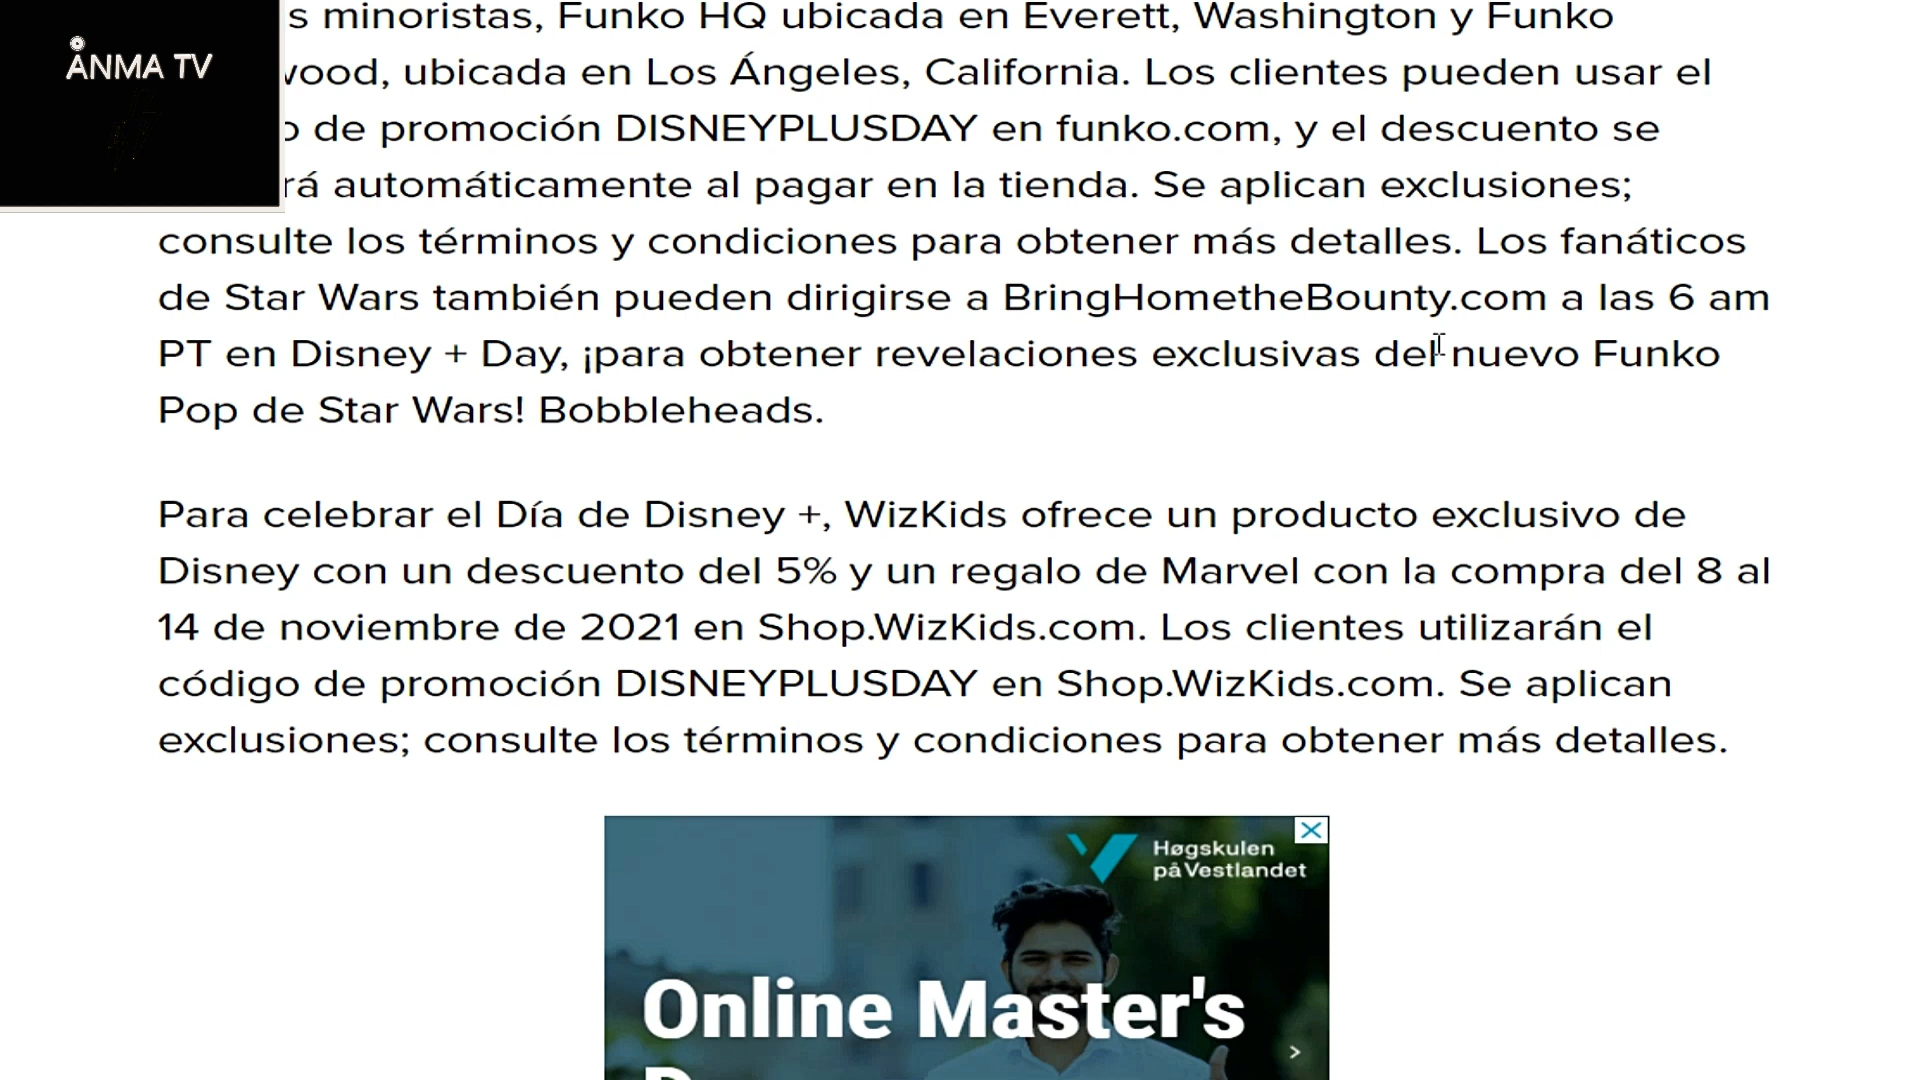 ÅNMA TV
minoristas, Funko HQ ubicada en Everett, Washington y Funko
ubicada en Los Ángeles, California. Los clientes pueden usar el
de promoción DISNEYPLUSDAY en funko.com, y el descuento se
automáticamente al pagar en la tienda. Se aplican exclusiones;
consulte los términos y condiciones para obtener más detalles. Los fanáticos
de Star Wars también pueden dirigirse a BringHometheBounty.com a las 6 am
PT en Disney + Day, ¡para obtener revelaciones exclusivas del nuevo Funko
Pop de Star Wars! Bobbleheads.
Para celebrar el Día de Disney +, WizKids ofrece un producto exclusivo de
Disney con un descuento del 5% y un regalo de Marvel con la compra del 8 al
14 de noviembre de 2021 en Shop.WizKids.com. Los clientes utilizarán el
código de promoción DISNEYPLUSDAY en Shop.WizKids.com. Se aplican
exclusiones; consulte los términos y condiciones para obtener más detalles.
Høgskulen
på Vestlandet
Online Master's